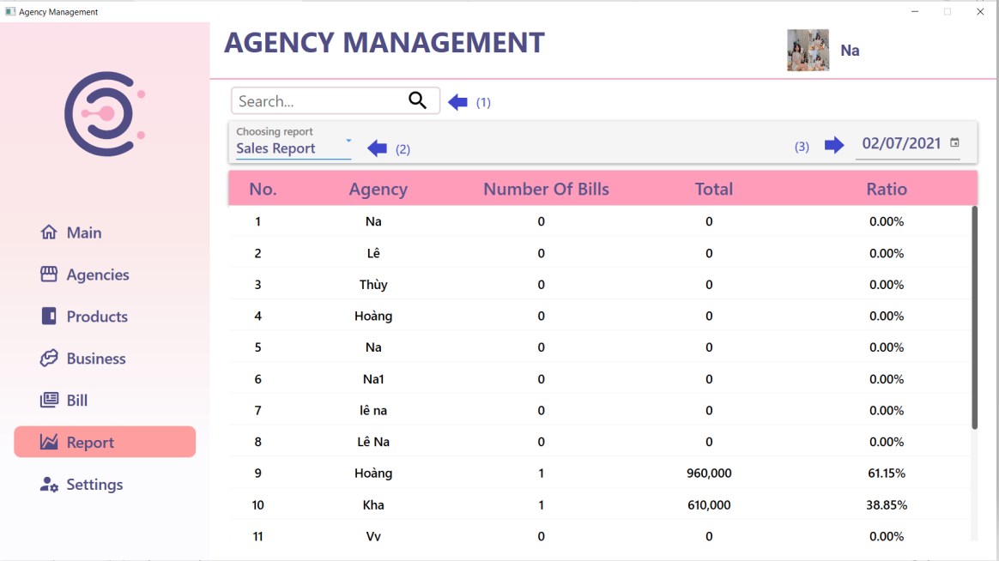 Agency Management
AGENCY MANAGEMENT
Na
Search...
(1)
Choosing report
Sales Report
(2)
(3)
02/07/2021
Main
Agencies
Products
Business
Bill
Report
Settings
No. Agency Number Of Bills Total Ratio
1 Na 0 0 0.00%
2 Lê 0 0 0.00%
3 Thùy 0 0 0.00%
4 Hoàng 0 0 0.00%
5 Na 0 0 0.00%
6 Na1 0 0 0.00%
7 lê na 0 0 0.00%
8 Lê Na 0 0 0.00%
9 Hoàng 1 960,000 61.15%
10 Kha 1 610,000 38.85%
11 Vv 0 0 0.00%